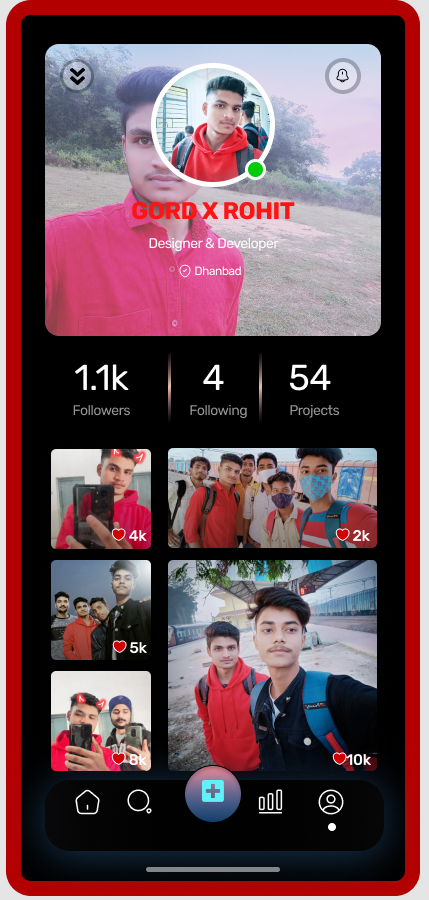 GORD X ROHIT
Designer & Developer
Dhanbad
1.1k 4 54
Followers Following Projects
4k 2k
5k
8k 10k